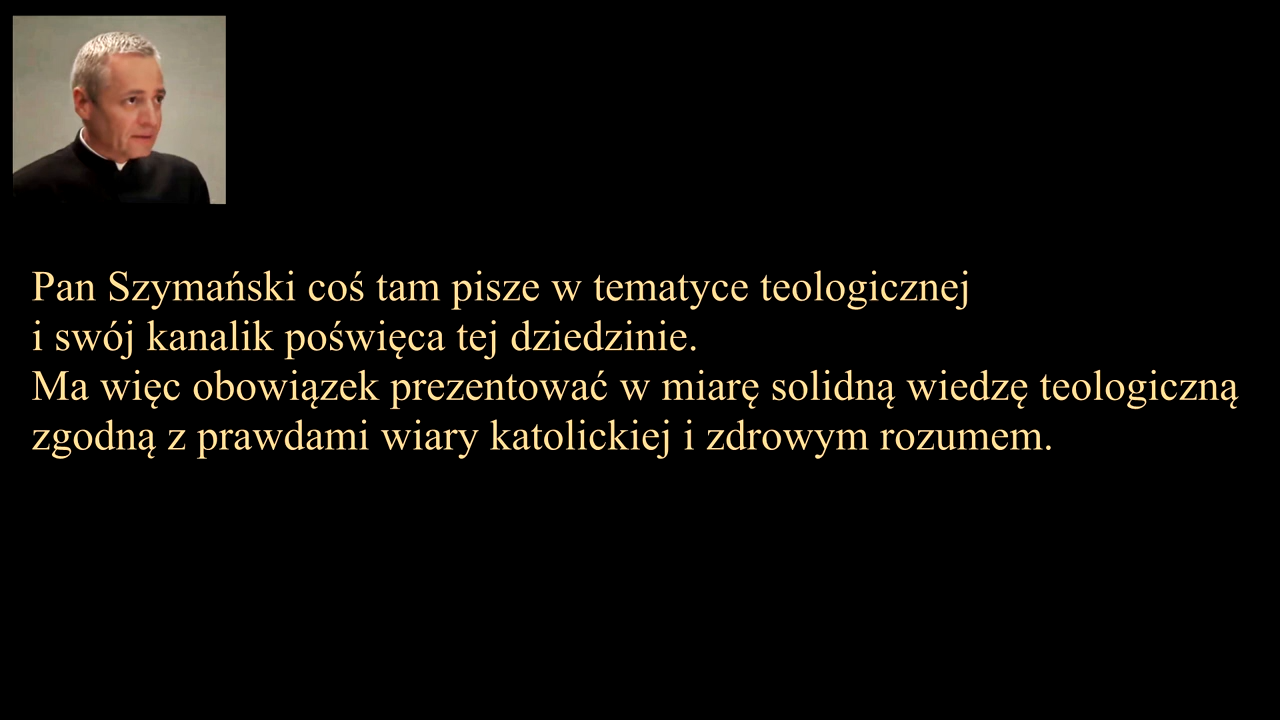 Pan Szymański coś tam pisze w tematyce teologicznej
i swój kanalik poświęca tej dziedzinie.
Ma więc obowiązek prezentować w miarę solidną wiedzę teologiczną
zgodną z prawdami wiary katolickiej i zdrowym rozumem.